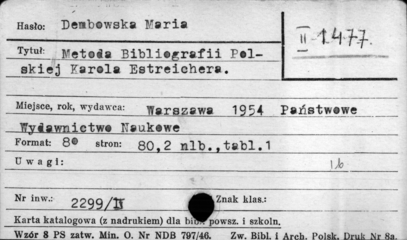 Hasło: Dembowska Maria
II-1477.
Tytuł: Metoda Bibliografii Pol-
skiej Karola Estreichera.
Miejsce, rok, wydawca: Warszawa 1954 Państwowe
Wydawnictwo Naukowe
Format: 8° stron: 80,2 nlb.,tabl.1
Uwagi:
Nr inw.: 2299/IV Znak klas.:
Karta katalogowa (z nadrukiem) dla bibl. powsz. i szkoln.
Wzór 8 PS zatw. Min. O. Nr NDB 797/46. Zw. Bibl. i Arch. Polsk. Druk Nr 8a.